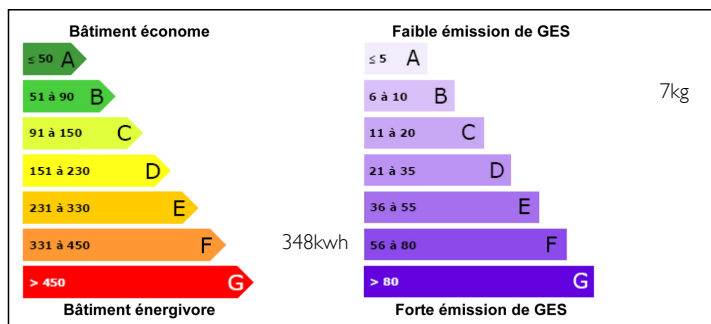 Bâtiment économe
≤ 50 A
51 à 90 B
91 à 150 C
151 à 230 D
231 à 330 E
331 à 450 F
348kwh
> 450 G
Bâtiment énergivore
Faible émission de GES
≤ 5 A
6 à 10 B
7kg
11 à 20 C
21 à 35 D
36 à 55 E
56 à 80 F
> 80 G
Forte émission de GES